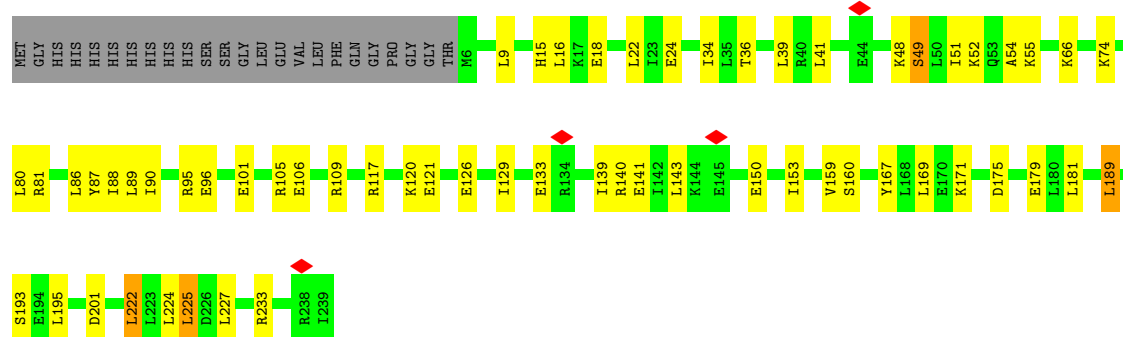 MET GLY HIS HIS HIS HIS HIS HIS HIS HIS HIS HIS SER SER GLY LEU GLU VAL LEU PHE GLN GLY PRO GLY GLY THR M6 L9 H15 L16 K17 E18 L22 I23 E24 I34 L35 T36 L39 R40 L41 E44 K48 S49 L50 I51 K52 Q53 A54 K55 K66 K74
L80 R81 L86 Y87 I88 L89 I90 R95 E96 E101 R105 E106 R109 R117 K120 E121 E126 I129 E133 R134 I139 R140 E141 I142 L143 K144 E145 E150 I153 V159 S160 Y167 L168 L169 E170 K171 D175 E179 Y180 L181 L189
S193 E194 L195 D201 L222 L223 L224 L225 D226 L227 R233 R238 I239